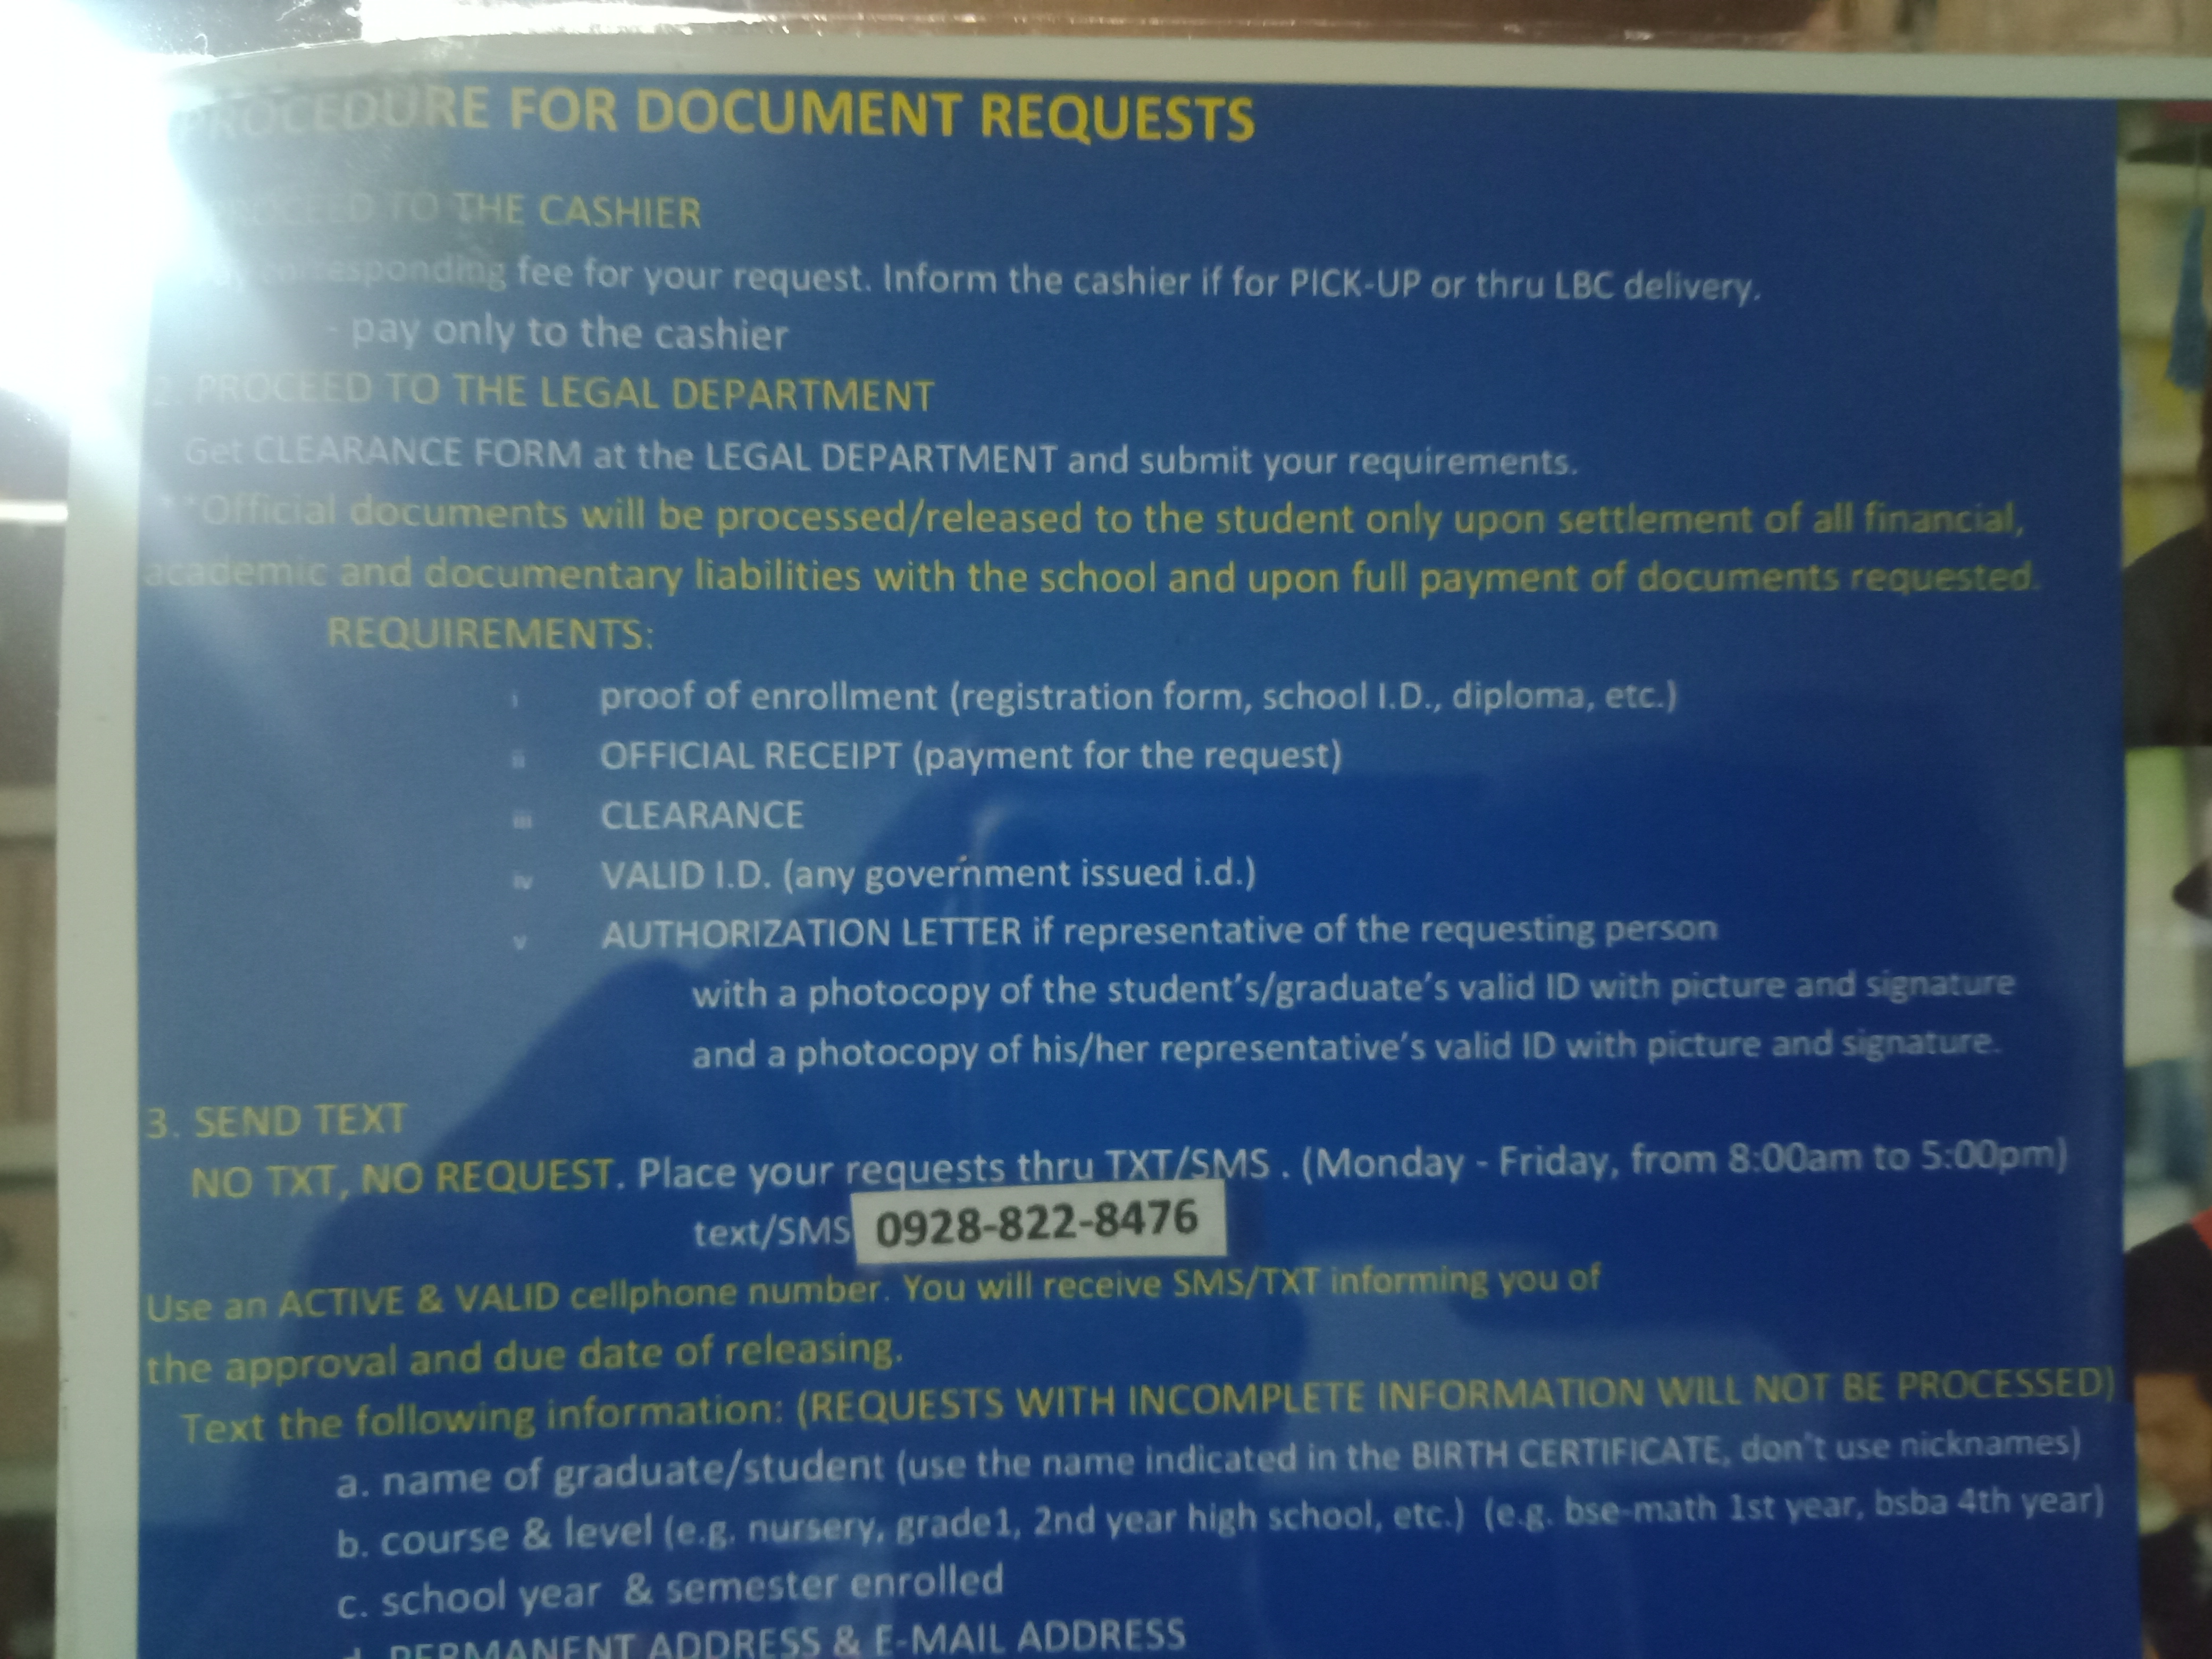 PROCEDURE FOR DOCUMENT REQUESTS
PROCEED TO THE CASHIER
corresponding fee for your request. Inform the cashier if for PICK-UP or thru LBC delivery.
- pay only to the cashier
2. PROCEED TO THE LEGAL DEPARTMENT
Get CLEARANCE FORM at the LEGAL DEPARTMENT and submit your requirements.
**Official documents will be processed/released to the student only upon settlement of all financial,
academic and documentary liabilities with the school and upon full payment of documents requested.
REQUIREMENTS:
i proof of enrollment (registration form, school I.D., diploma, etc.)
ii OFFICIAL RECEIPT (payment for the request)
iii CLEARANCE
iv VALID I.D. (any government issued i.d.)
v AUTHORIZATION LETTER if representative of the requesting person
with a photocopy of the student's/graduate's valid ID with picture and signature
and a photocopy of his/her representative's valid ID with picture and signature.
3. SEND TEXT
NO TXT, NO REQUEST. Place your requests thru TXT/SMS . (Monday - Friday, from 8:00am to 5:00pm)
text/SMS 0928-822-8476
Use an ACTIVE & VALID cellphone number. You will receive SMS/TXT informing you of
the approval and due date of releasing.
Text the following information: (REQUESTS WITH INCOMPLETE INFORMATION WILL NOT BE PROCESSED)
a. name of graduate/student (use the name indicated in the BIRTH CERTIFICATE, don't use nicknames)
b. course & level (e.g. nursery, grade1, 2nd year high school, etc.) (e.g. bse-math 1st year, bsba 4th year)
c. school year & semester enrolled
d. PERMANENT ADDRESS & E-MAIL ADDRESS